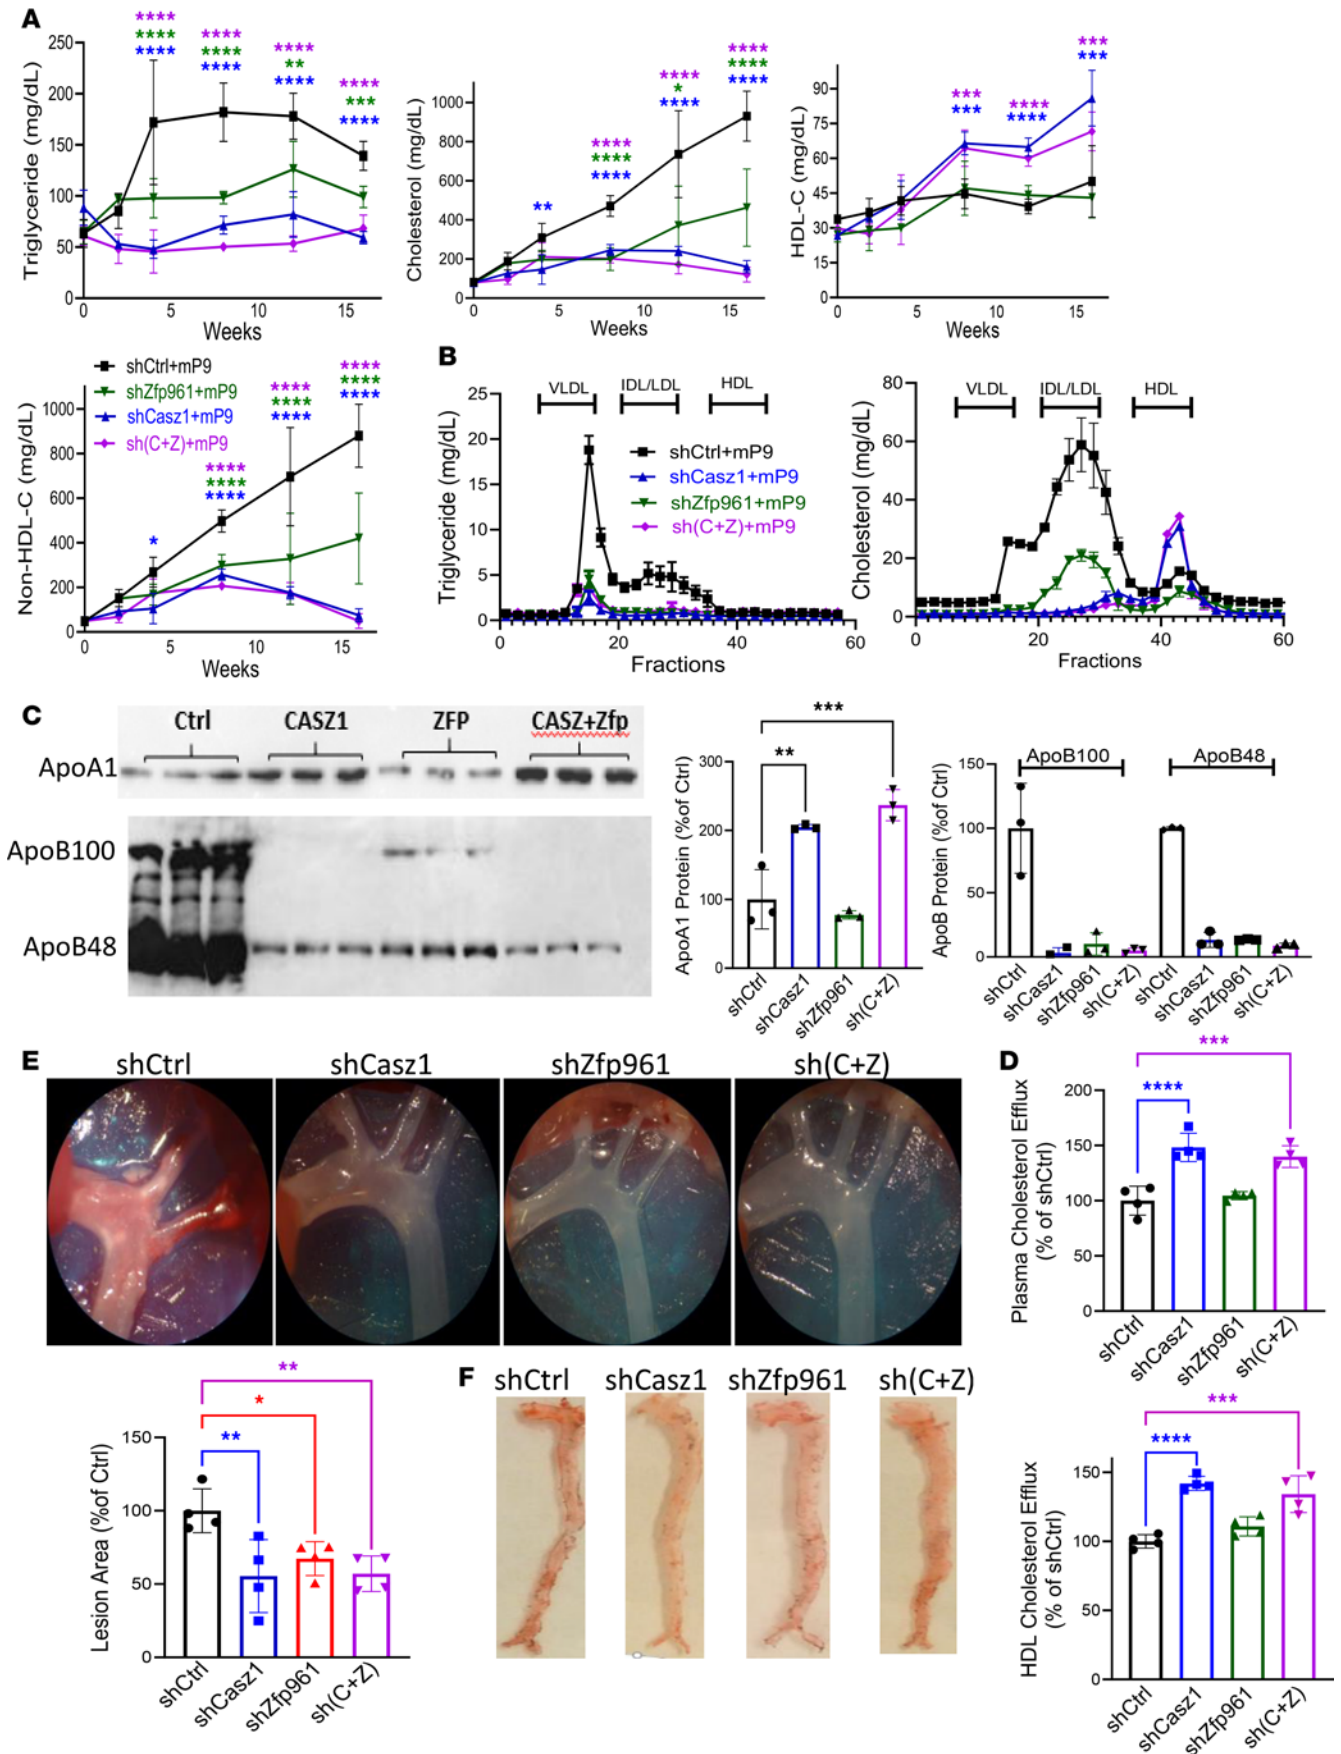 A
Triglyceride (mg/dL)
250
200
150
100
50
0
****
****
****
****
****
****
****
**
****
****
***
****
0 5 10 15
Weeks
Cholesterol (mg/dL)
1000
800
600
400
200
0
**
****
****
****
****
*
****
****
****
****
0 5 10 15
Weeks
HDL-C (mg/dL)
90
75
60
45
30
15
0
***
***
****
****
***
***
0 5 10 15
Weeks
Non-HDL-C (mg/dL)
1000
800
600
400
200
0
shCtrl+mP9
shZfp961+mP9
shCasz1+mP9
sh(C+Z)+mP9
*
****
****
****
****
****
****
****
****
****
0 5 10 15
Weeks
B
Triglyceride (mg/dL)
25
20
15
10
5
0
VLDL IDL/LDL HDL
shCtrl+mP9
shCasz1+mP9
shZfp961+mP9
sh(C+Z)+mP9
0 20 40 60
Fractions
Cholesterol (mg/dL)
80
60
40
20
0
VLDL IDL/LDL HDL
0 20 40 60
Fractions
C
Ctrl CASZ1 ZFP CASZ+Zfp
ApoA1
ApoB100
ApoB48
ApoA1 Protein (%of Ctrl)
300
200
100
0
***
**
shCtrl
shCasz1
shZfp961
sh(C+Z)
ApoB Protein (%of Ctrl)
150
100
50
0
ApoB100 ApoB48
shCtrl
shCasz1
shZfp961
sh(C+Z)
shCtrl
shCasz1
shZfp961
sh(C+Z)
E
shCtrl shCasz1 shZfp961 sh(C+Z)
D
Plasma Cholesterol Efflux
(% of shCtrl)
200
150
100
50
0
***
****
shCtrl
shCasz1
shZfp961
sh(C+Z)
Lesion Area (%of Ctrl)
150
100
50
0
**
*
**
shCtrl
shCasz1
shZfp961
sh(C+Z)
F
shCtrl shCasz1 shZfp961 sh(C+Z)
HDL Cholesterol Efflux
(% of shCtrl)
150
100
50
0
***
****
shCtrl
shCasz1
shZfp961
sh(C+Z)